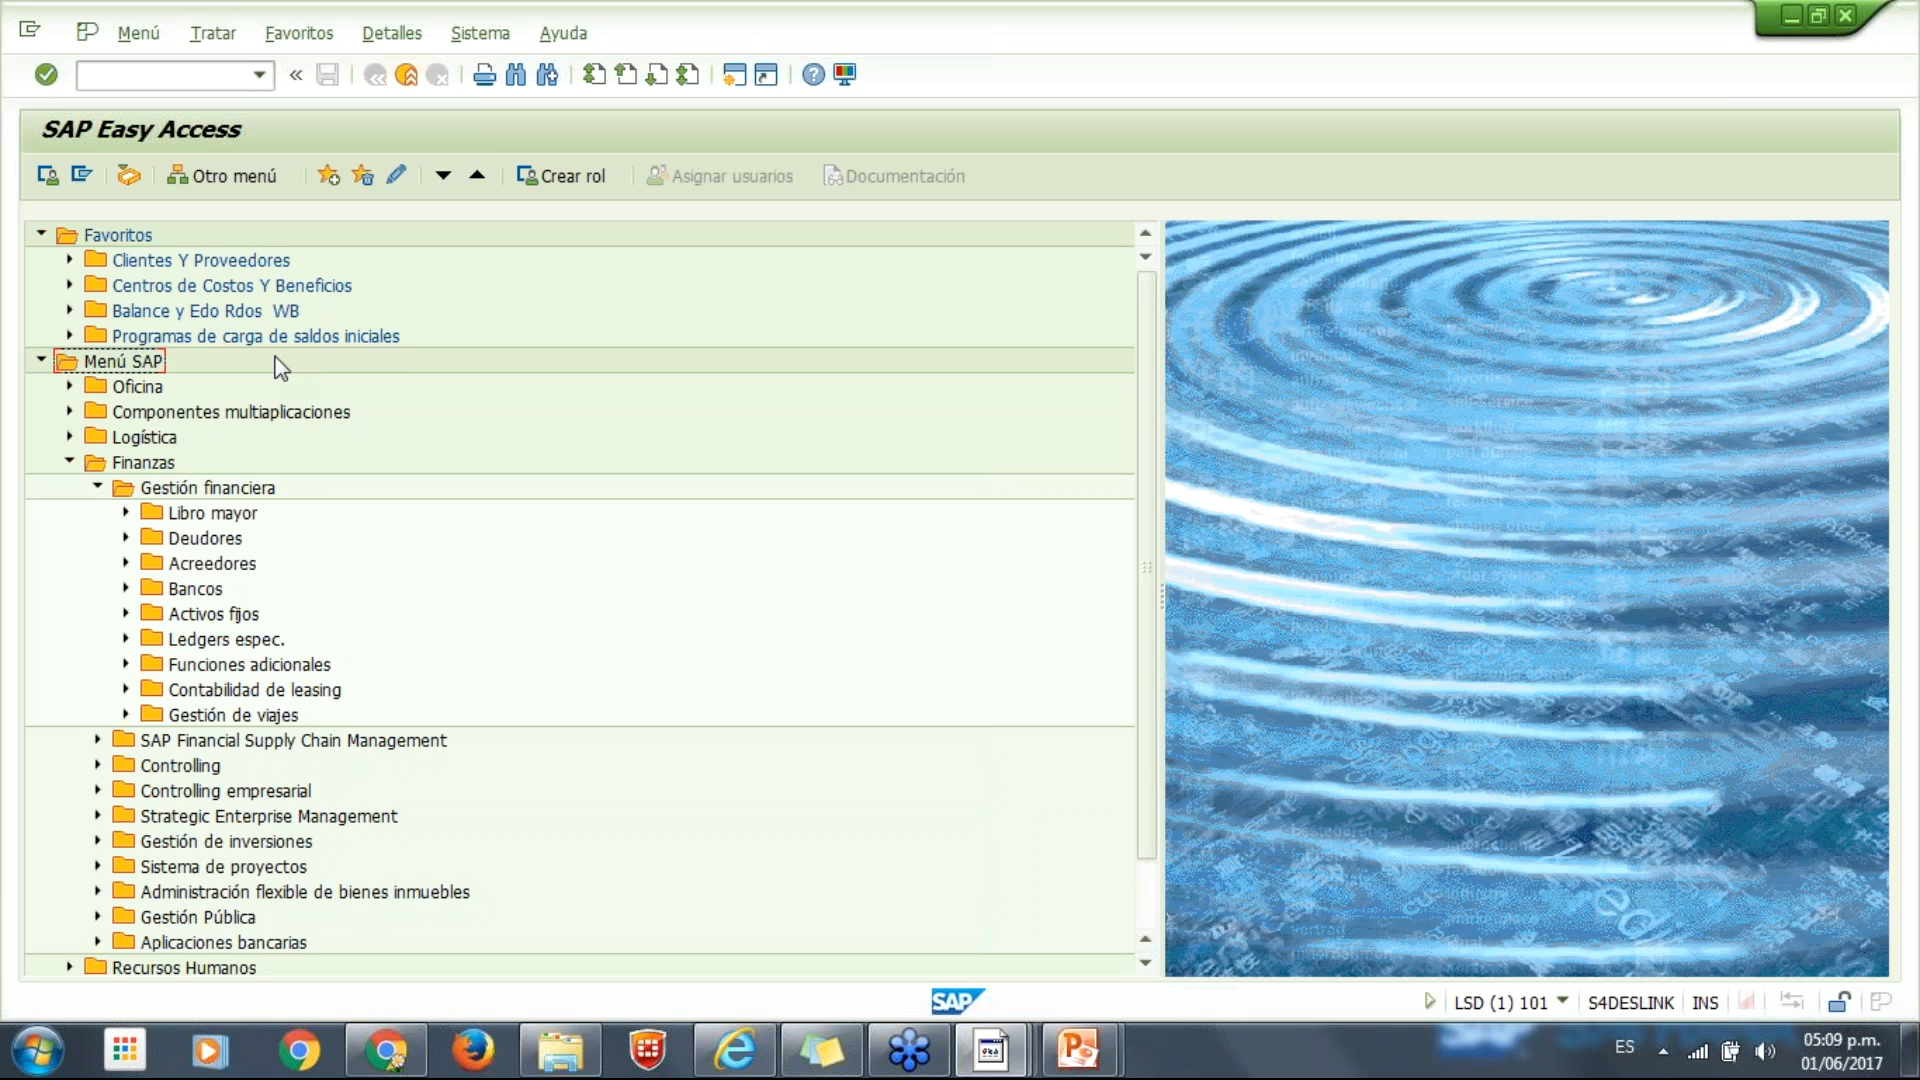 Menú Tratar Favoritos Detalles Sistema Ayuda
SAP Easy Access
Otro menú Crear rol Asignar usuarios Documentación
Favoritos
Clientes Y Proveedores
Centros de Costos Y Beneficios
Balance y Edo Rdos WB
Programas de carga de saldos iniciales
Menú SAP
Oficina
Componentes multiaplicaciones
Logística
Finanzas
Gestión financiera
Libro mayor
Deudores
Acreedores
Bancos
Activos fijos
Ledgers espec.
Funciones adicionales
Contabilidad de leasing
Gestión de viajes
SAP Financial Supply Chain Management
Controlling
Controlling empresarial
Strategic Enterprise Management
Gestión de inversiones
Sistema de proyectos
Administración flexible de bienes inmuebles
Gestión Pública
Aplicaciones bancarias
Recursos Humanos
SAP
LSD (1) 101 S4DESLINK INS
ES
05:09 p.m.
01/06/2017